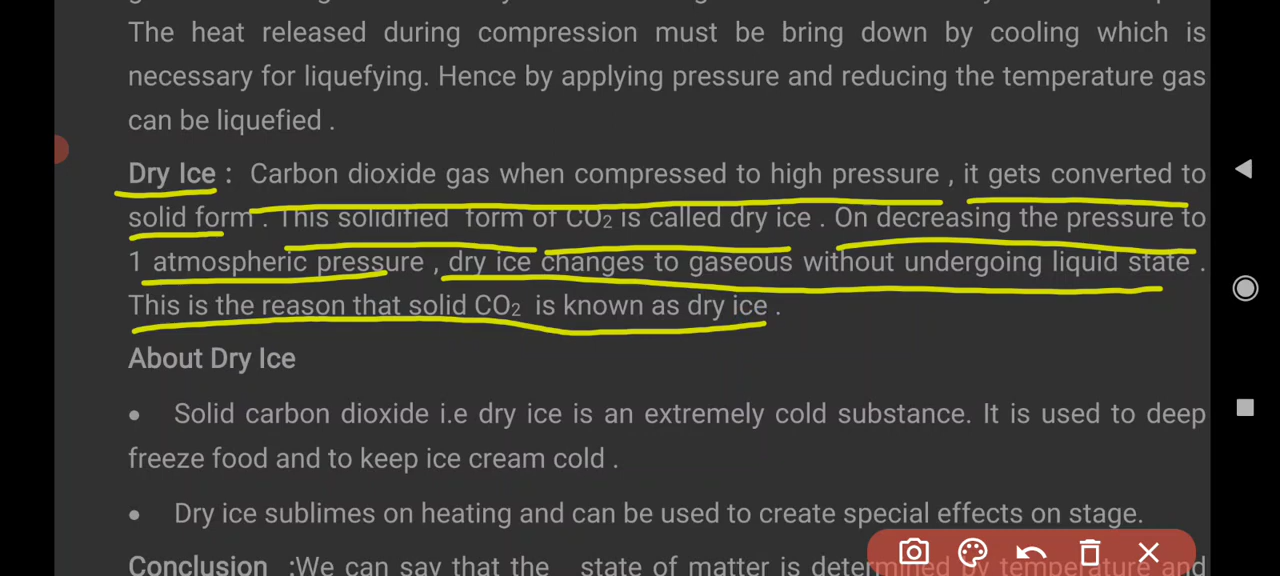 The heat released during compression must be bring down by cooling which is
necessary for liquefying. Hence by applying pressure and reducing the temperature gas
can be liquefied .
Dry Ice : Carbon dioxide gas when compressed to high pressure , it gets converted to
solid form . This solidified form of CO₂ is called dry ice . On decreasing the pressure to
1 atmospheric pressure , dry ice changes to gaseous without undergoing liquid state .
This is the reason that solid CO₂ is known as dry ice .
About Dry Ice
• Solid carbon dioxide i.e dry ice is an extremely cold substance. It is used to deep
freeze food and to keep ice cream cold .
• Dry ice sublimes on heating and can be used to create special effects on stage.
Conclusion :We can say that the state of matter is determined by temperature and